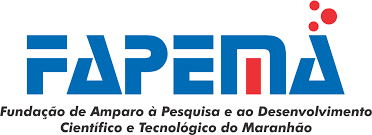 FAPEMA
Fundação de Amparo à Pesquisa e ao Desenvolvimento
Científico e Tecnológico do Maranhão